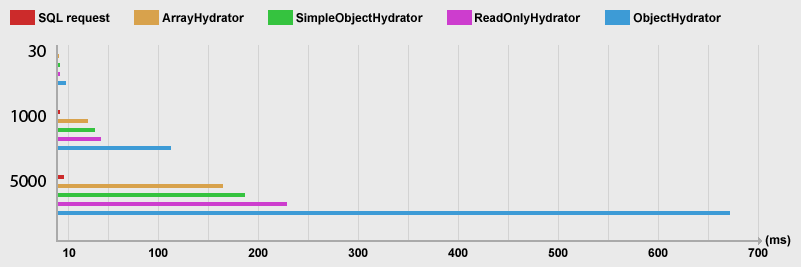 SQL request ArrayHydrator SimpleObjectHydrator ReadOnlyHydrator ObjectHydrator
30
1000
5000
(ms)
10 100 200 300 400 500 600 700